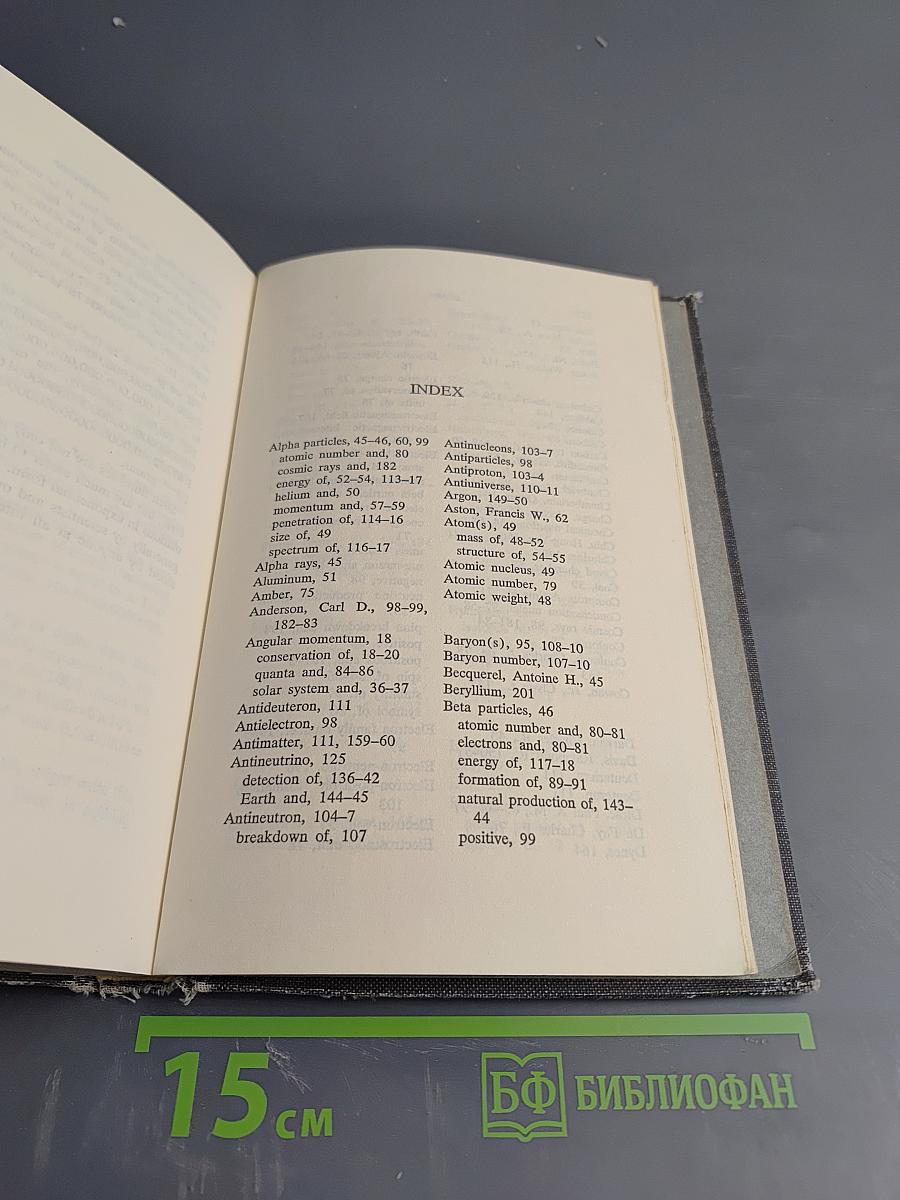 INDEX
Alpha particles, 45–46, 60, 99
atomic number and, 80
cosmic rays and, 182
energy of, 52–54, 113–17
helium and, 50
momentum and, 57–59
penetration of, 114–16
size of, 49
spectrum of, 116–17
Alpha rays, 45
Aluminum, 51
Amber, 75
Anderson, Carl D., 98–99,
182–83
Angular momentum, 18
conservation of, 18–20
quanta and, 84–86
solar system and, 36–37
Antideuteron, 111
Antielectron, 98
Antimatter, 111, 159–60
Antineutrino, 125
detection of, 136–42
Earth and, 144–45
Antineutron, 104–7
breakdown of, 107
Antinucleons, 103–7
Antiparticles, 98
Antiproton, 103–4
Antiuniverse, 110–11
Argon, 149–50
Aston, Francis W., 62
Atom(s), 49
mass of, 48–52
structure of, 54–55
Atomic nucleus, 49
Atomic number, 79
Atomic weight, 48
Baryon(s), 95, 108–10
Baryon number, 107–10
Becquerel, Antoine H., 45
Beryllium, 201
Beta particles, 46
atomic number and, 80–81
electrons and, 80–81
energy of, 117–18
formation of, 89–91
natural production of, 143–
44
positive, 99
15 см
БФ БИБЛИОФАН